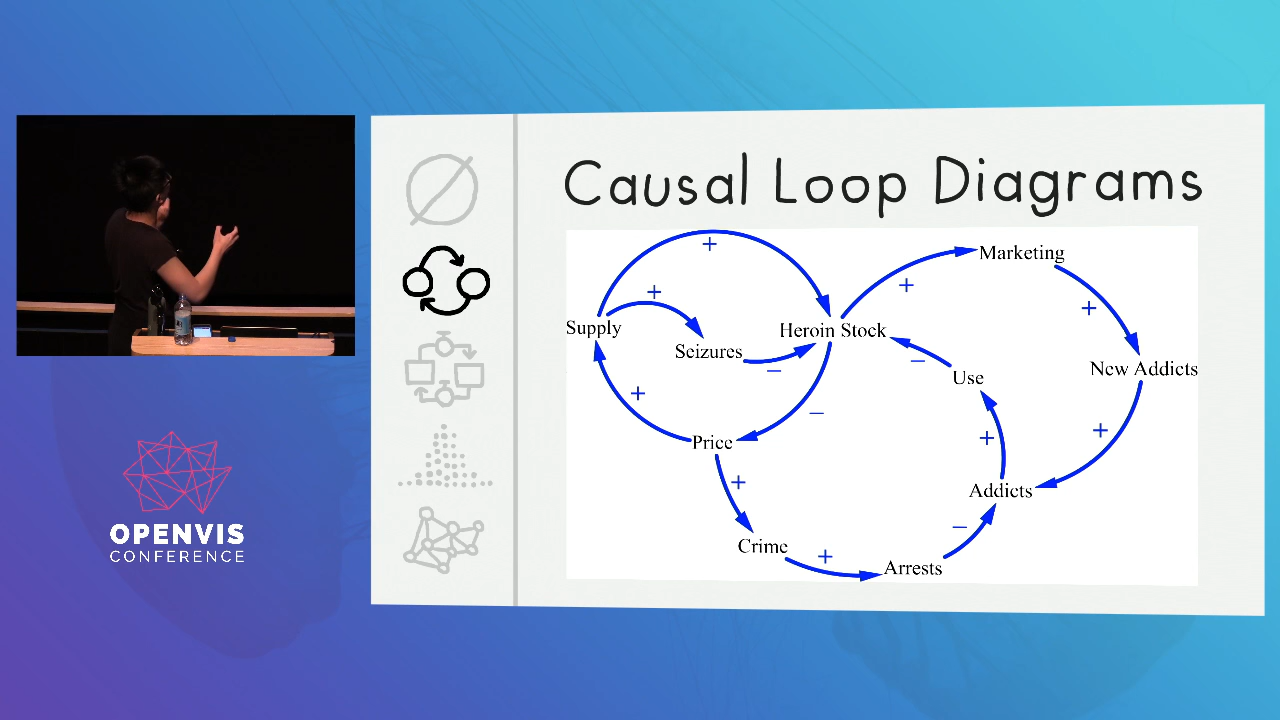 Causal Loop Diagrams
+
Marketing
+
+
+
Supply
Heroin Stock
Seizures
−
−
New Addicts
Use
+
−
+
+
Price
+
Addicts
−
Crime
+
Arrests
OPENVIS
CONFERENCE